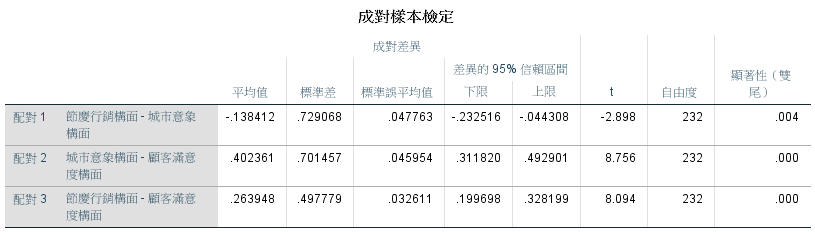 成對樣本檢定
成對差異
差異的 95% 信賴區間
顯著性（雙
平均值 標準差 標準誤平均值 下限 上限 t 自由度 尾）
配對 1 節慶行銷構面 - 城市意象 -.138412 .729068 .047763 -.232516 -.044308 -2.898 232 .004
構面
配對 2 城市意象構面 - 顧客滿意 .402361 .701457 .045954 .311820 .492901 8.756 232 .000
度構面
配對 3 節慶行銷構面 - 顧客滿意 .263948 .497779 .032611 .199698 .328199 8.094 232 .000
度構面